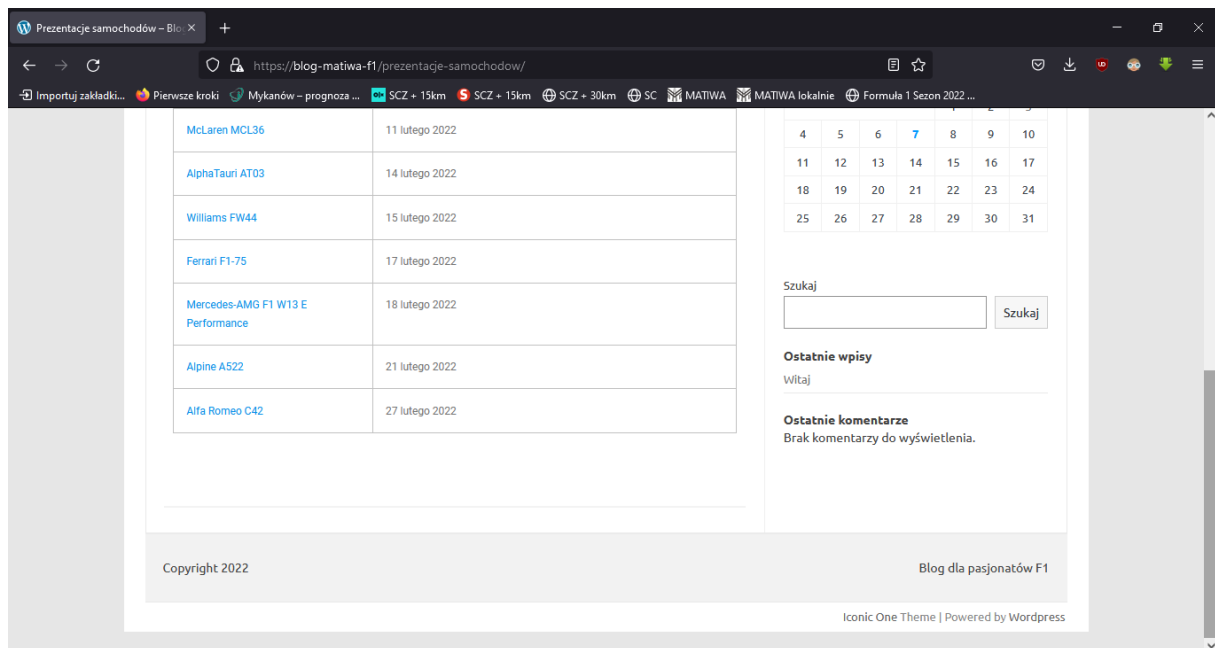 Prezentacje samochodów – Blo
https://blog-matiwa-f1/prezentacje-samochodow/
Importuj zakładki...
Pierwsze kroki
Mykanów – prognoza ...
SCZ + 15km
SCZ + 15km
SCZ + 30km
SC
MATIWA
MATIWA lokalnie
Formuła 1 Sezon 2022 ...
McLaren MCL36 11 lutego 2022
AlphaTauri AT03 14 lutego 2022
Williams FW44 15 lutego 2022
Ferrari F1-75 17 lutego 2022
Mercedes-AMG F1 W13 E 18 lutego 2022
Performance
Alpine A522 21 lutego 2022
Alfa Romeo C42 27 lutego 2022
4 5 6 7 8 9 10
11 12 13 14 15 16 17
18 19 20 21 22 23 24
25 26 27 28 29 30 31
Szukaj
Szukaj
Ostatnie wpisy
Witaj
Ostatnie komentarze
Brak komentarzy do wyświetlenia.
Copyright 2022
Blog dla pasjonatów F1
Iconic One Theme | Powered by Wordpress